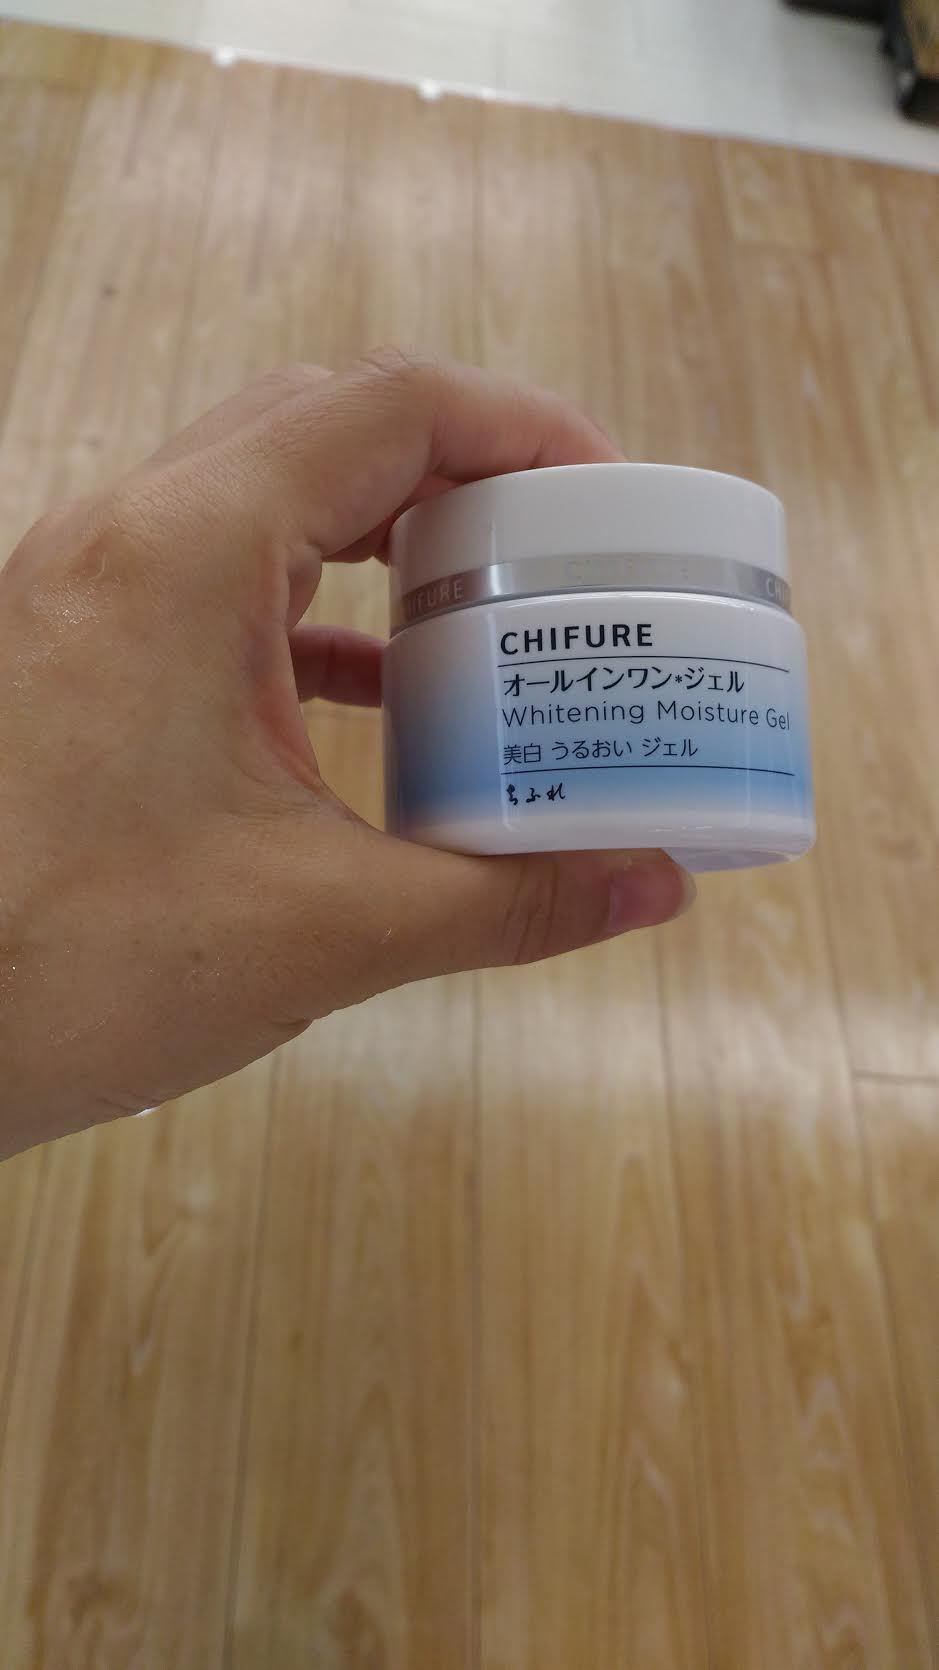 CHIFURE
CHIFURE
オールインワン*ジェル
Whitening Moisture Gel
美白 うるおい ジェル
ちふれ